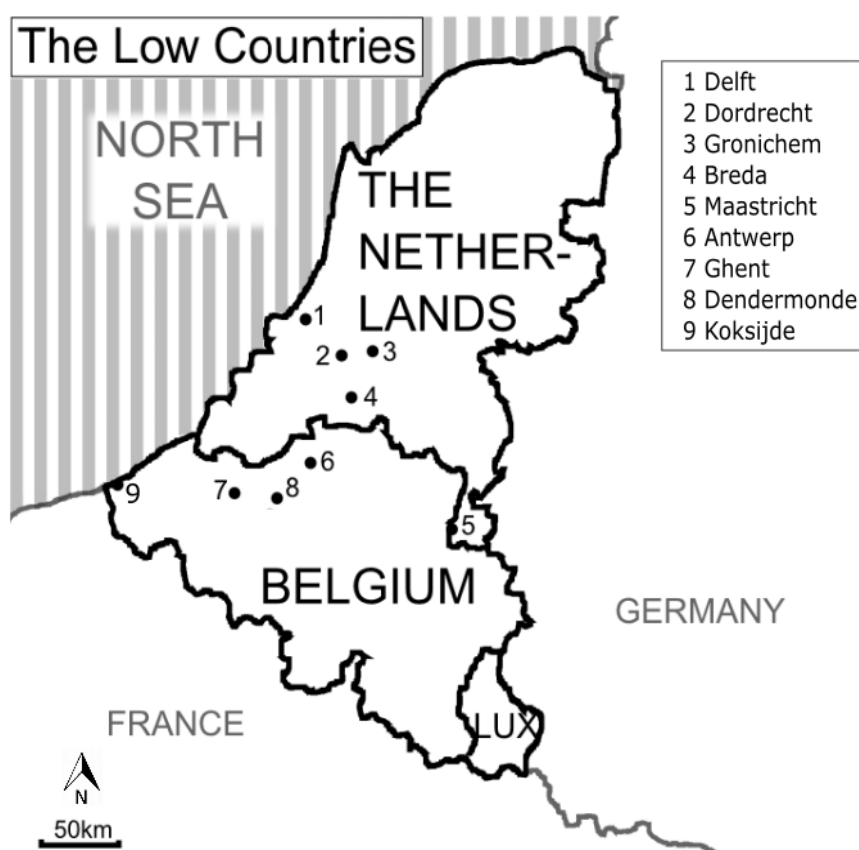 The Low Countries
NORTH
SEA
THE
NETHER-
LANDS
1 Delft
2 Dordrecht
3 Gronichem
4 Breda
5 Maastricht
6 Antwerp
7 Ghent
8 Dendermonde
9 Koksijde
1
2
3
4
6
9
7
8
5
BELGIUM
GERMANY
FRANCE
LUX
N
50km